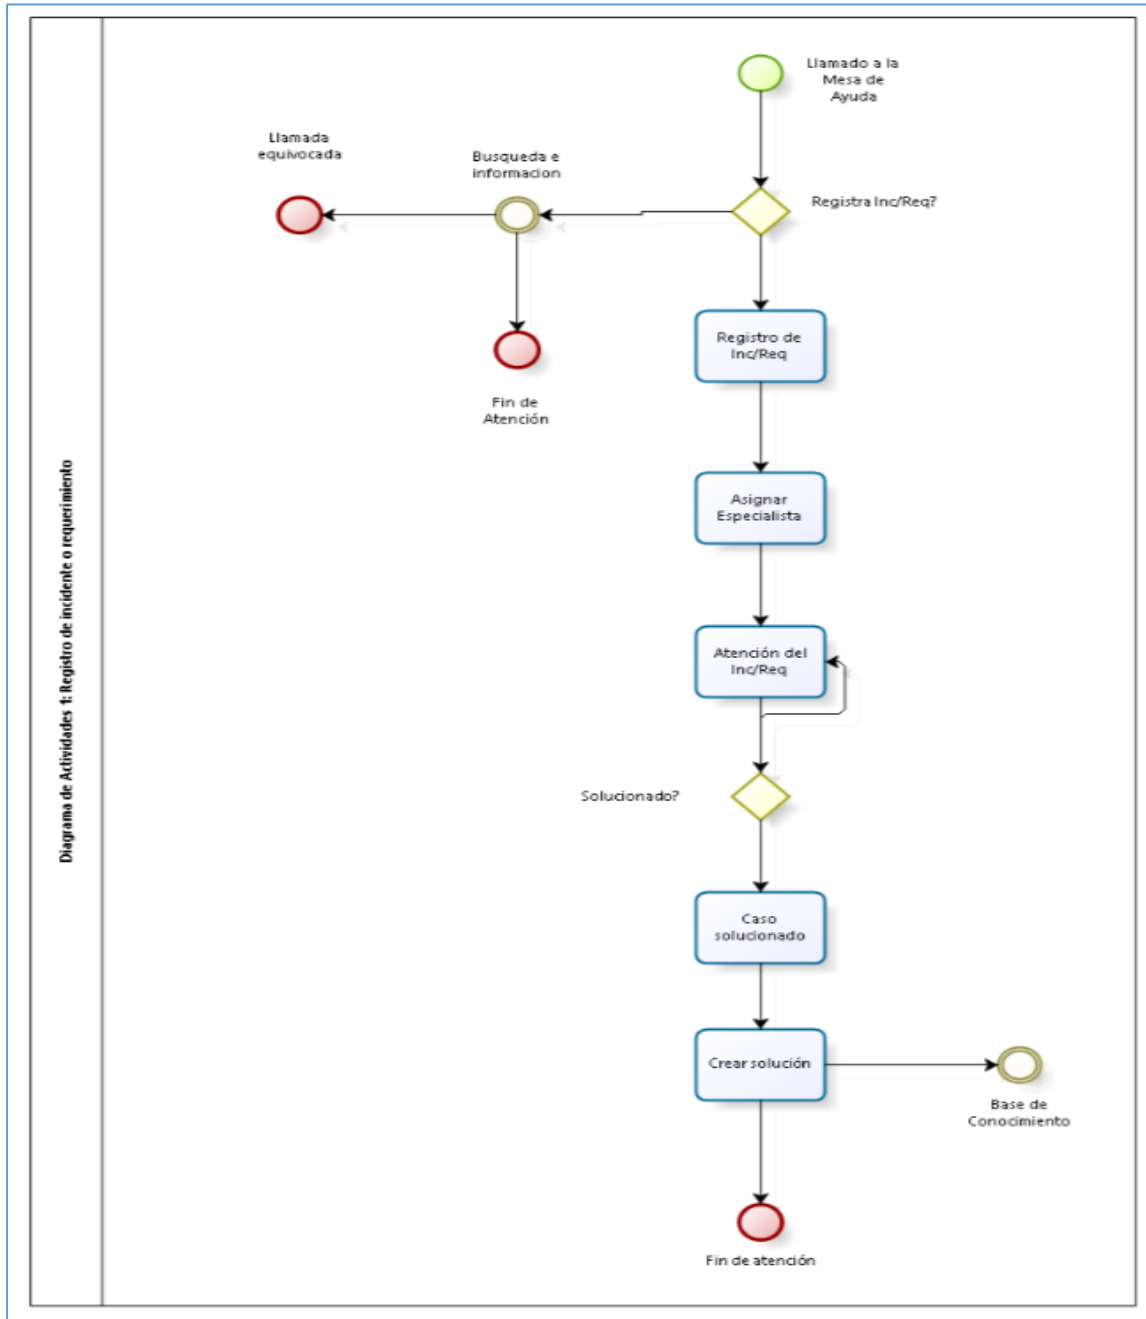 Diagrama de Actividades 1: Registro de incidente o requerimiento
Llamado a la
Mesa de
Ayuda
Llamada
equivocada
Busqueda e
informacion
Registra Inc/Req?
Registro de
Inc/Req
Fin de
Atención
Asignar
Especialista
Atención del
Inc/Req
Solucionado?
Caso
solucionado
Crear solución
Base de
Conocimiento
Fin de atención